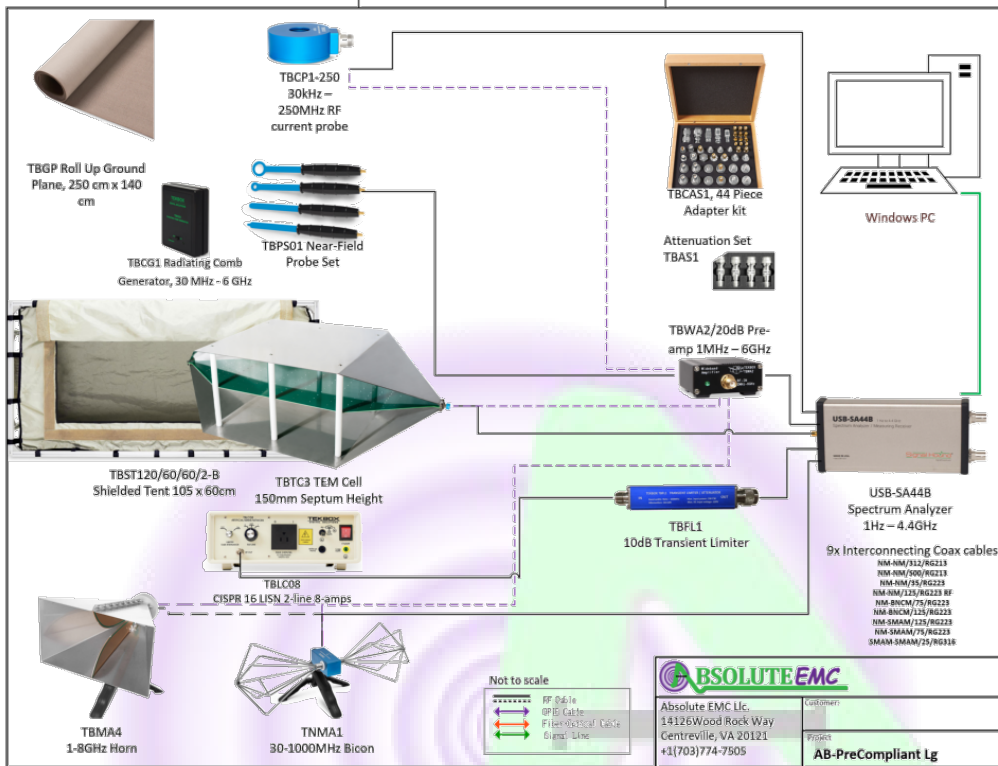 TBCP1-250
30kHz –
250MHz RF
current probe
TBGP Roll Up Ground
Plane, 250 cm x 140
cm
TBPS01 Near-Field
Probe Set
TBCG1 Radiating Comb
Generator, 30 MHz - 6 GHz
TBCAS1, 44 Piece
Adapter kit
Attenuation Set
TBAS1
Windows PC
TBWA2/20dB Pre-
amp 1MHz – 6GHz
USB-SA44B
USB-SA44B
Spectrum Analyzer
1Hz – 4.4GHz
TBST120/60/60/2-B
Shielded Tent 105 x 60cm
TBTC3 TEM Cell
150mm Septum Height
TEKBOX
TBLC08
CISPR 16 LISN 2-line 8-amps
TBFL1
10dB Transient Limiter
9x Interconnecting Coax cables
NM-NM/312/RG213
NM-NM/500/RG213
NM-NM/35/RG223
NM-NM/125/RG223 RF
NM-BNCM/75/RG223
NM-BNCM/125/RG223
NM-SMAM/125/RG223
NM-SMAM/75/RG223
SMAM-SMAM/25/RG316
TBMA4
1-8GHz Horn
TNMA1
30-1000MHz Bicon
Not to scale
RF Cable
GPIB Cable
Fiber Optical Cable
Signal Line
ABSOLUTE EMC
Absolute EMC Llc.
14126Wood Rock Way
Centreville, VA 20121
+1(703)774-7505
Customer:
Project:
AB-PreCompliant Lg